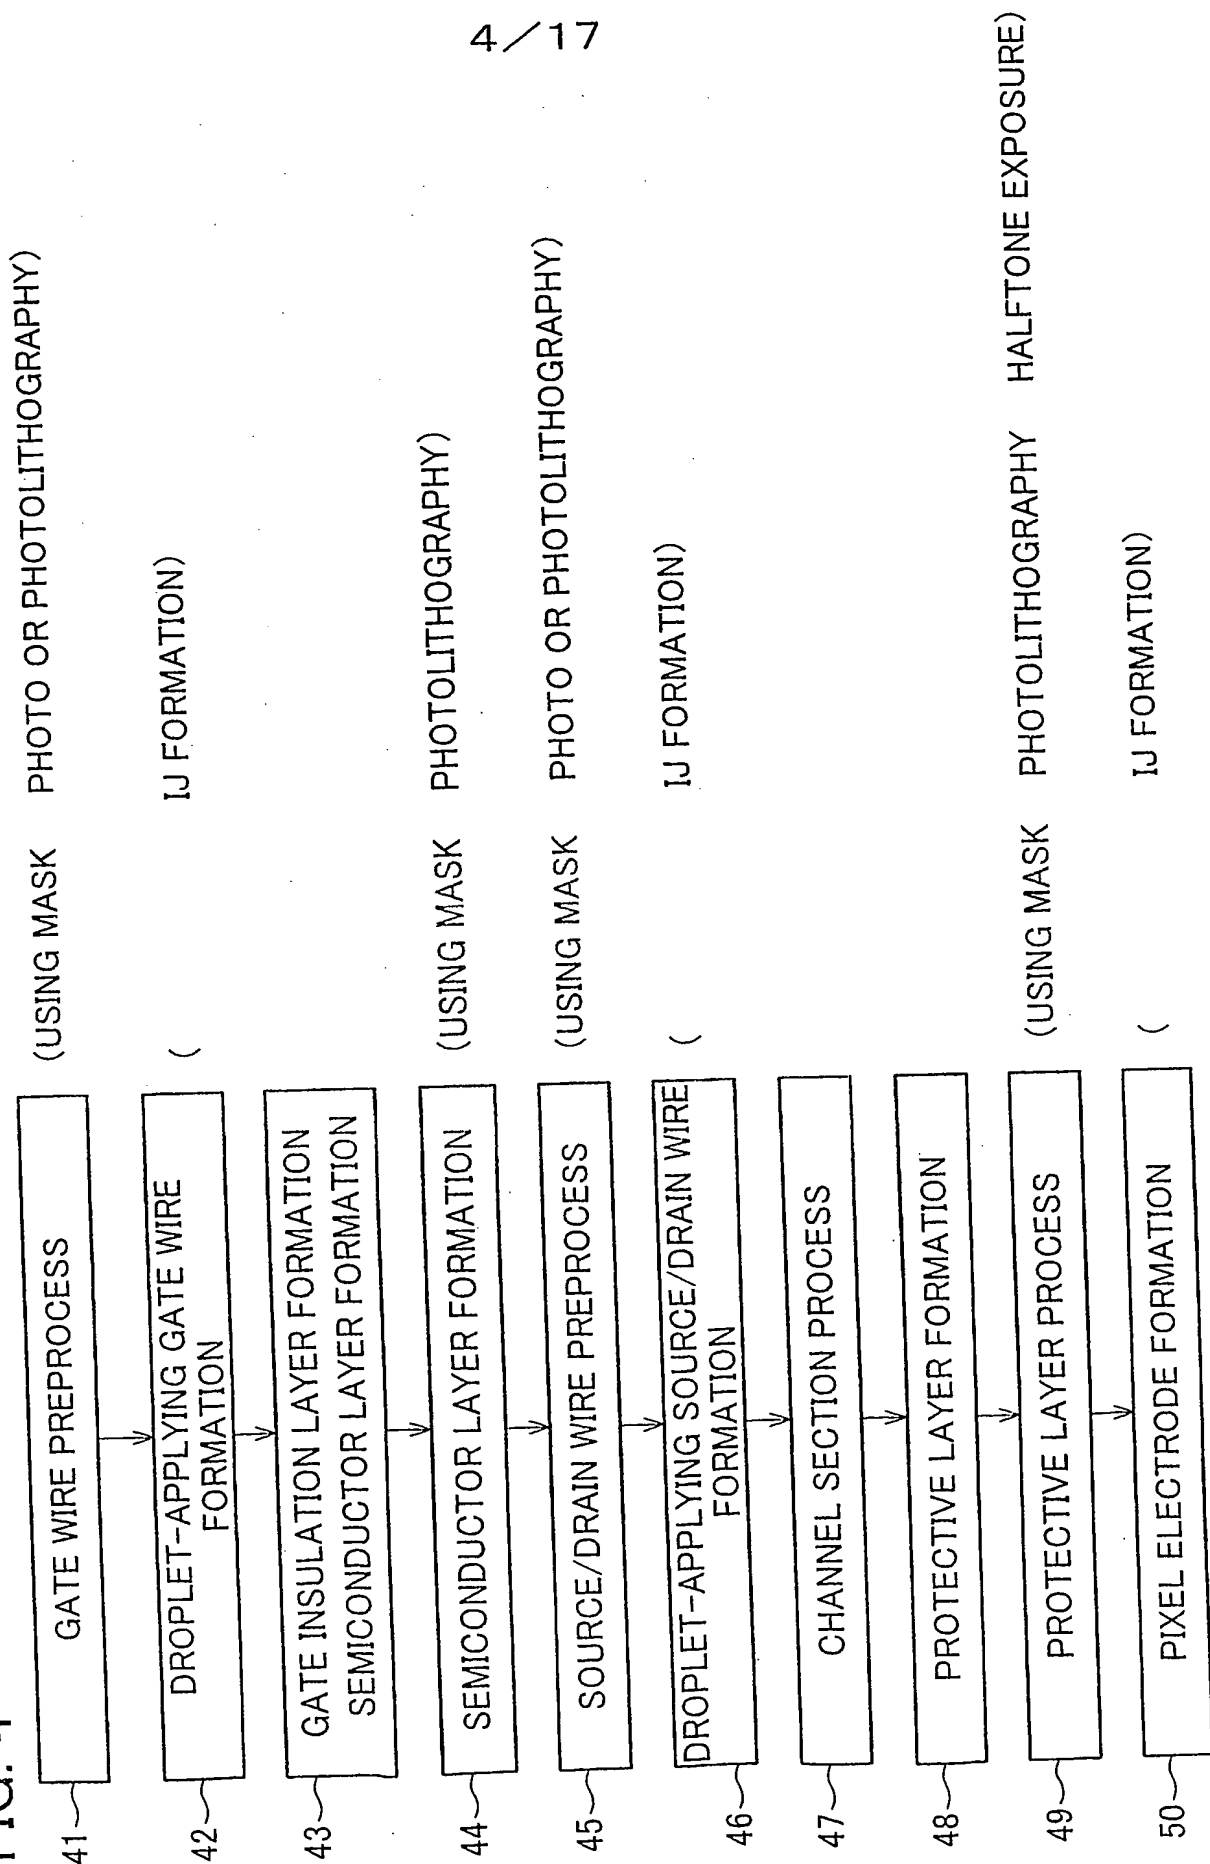 4/17
FIG. 4
41 GATE WIRE PREPROCESS (USING MASK PHOTO OR PHOTOLITHOGRAPHY)
42 DROPLET-APPLYING GATE WIRE
FORMATION ( IJ FORMATION)
43 GATE INSULATION LAYER FORMATION
SEMICONDUCTOR LAYER FORMATION
44 SEMICONDUCTOR LAYER FORMATION (USING MASK PHOTOLITHOGRAPHY)
45 SOURCE/DRAIN WIRE PREPROCESS (USING MASK PHOTO OR PHOTOLITHOGRAPHY)
46 DROPLET-APPLYING SOURCE/DRAIN WIRE
FORMATION ( IJ FORMATION)
47 CHANNEL SECTION PROCESS
48 PROTECTIVE LAYER FORMATION
49 PROTECTIVE LAYER PROCESS (USING MASK PHOTOLITHOGRAPHY HALFTONE EXPOSURE)
50 PIXEL ELECTRODE FORMATION ( IJ FORMATION)